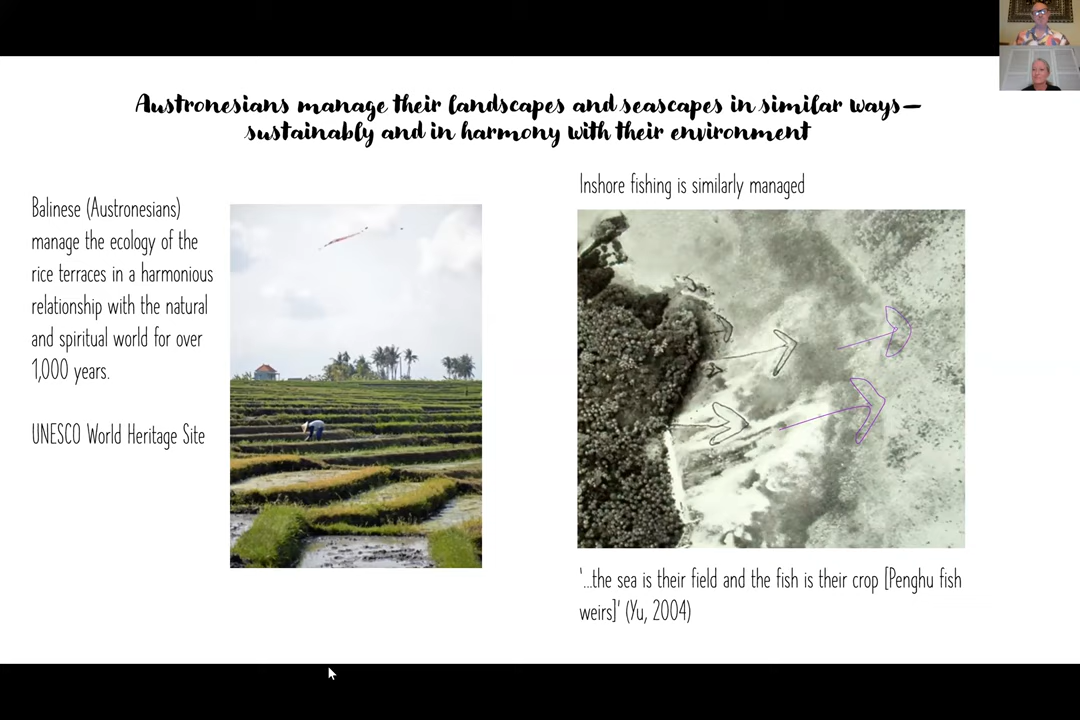 Austronesians manage their landscapes and seascapes in similar ways—
sustainably and in harmony with their environment
Balinese (Austronesians)
manage the ecology of the
rice terraces in a harmonious
relationship with the natural
and spiritual world for over
1,000 years.
UNESCO World Heritage Site
Inshore fishing is similarly managed
'...the sea is their field and the fish is their crop [Penghu fish
weirs]' (Yu, 2004)